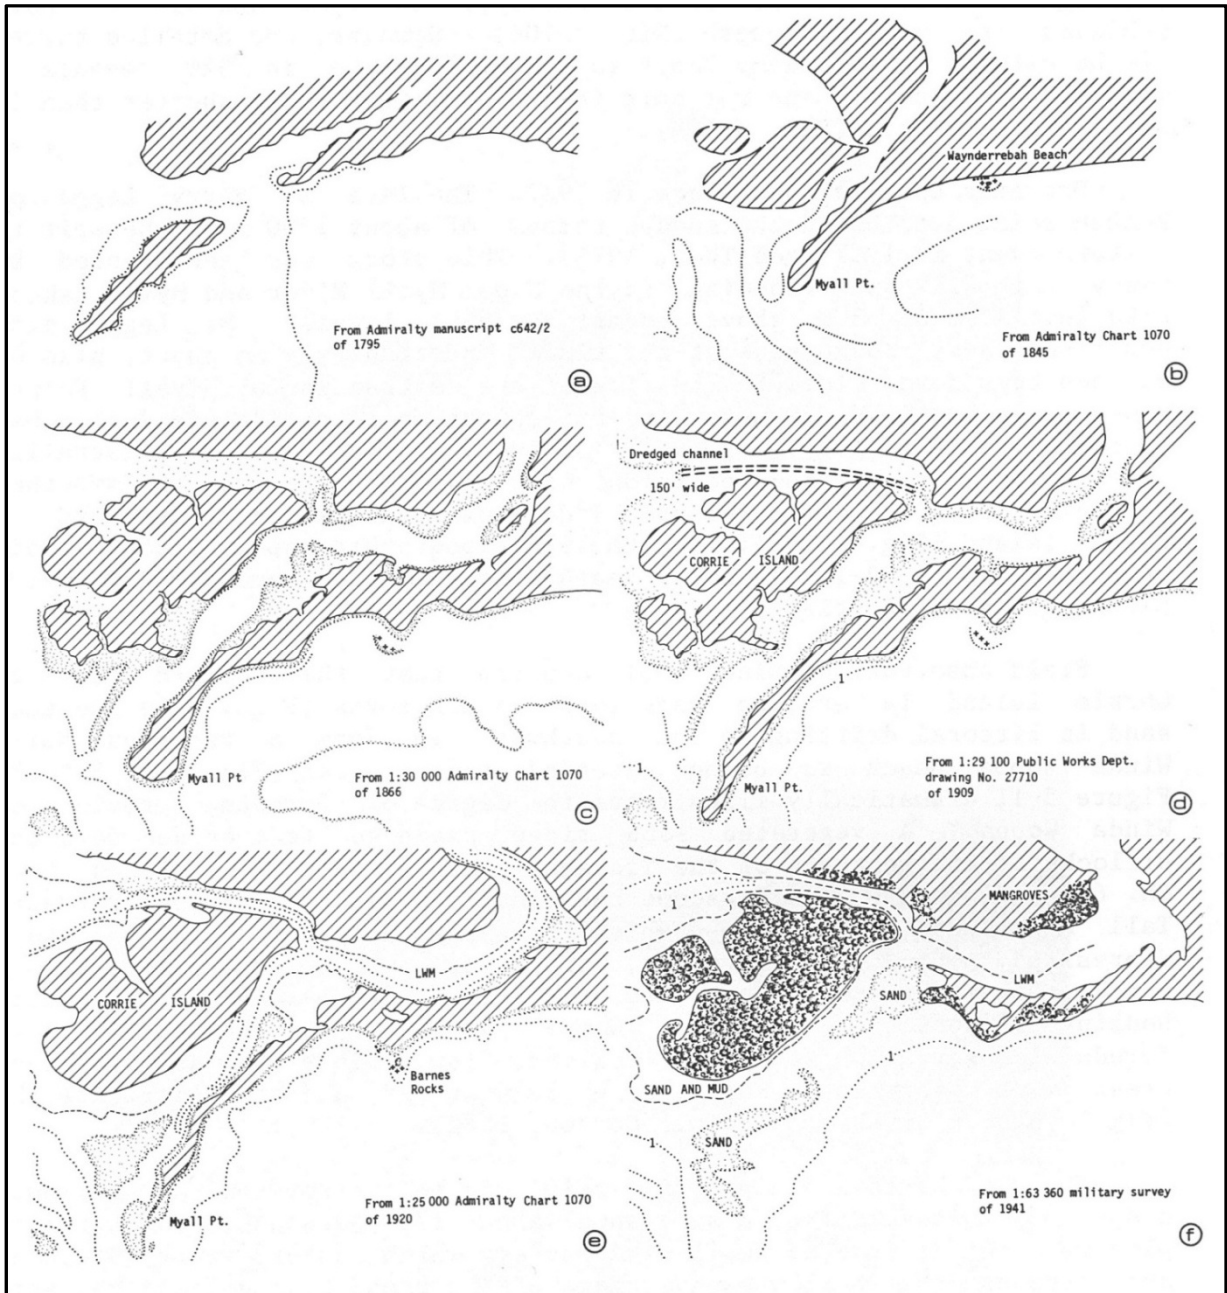 From Admiralty manuscript c642/2
of 1795
a
Waynderrebah Beach
Myall Pt.
From Admiralty Chart 1070
of 1845
b
Myall Pt
From 1:30 000 Admiralty Chart 1070
of 1866
c
Dredged channel
150' wide
CORRIE ISLAND
1
Myall Pt.
From 1:29 100 Public Works Dept.
drawing No. 27710
of 1909
d
LWM
CORRIE ISLAND
Barnes
Rocks
Myall Pt.
From 1:25 000 Admiralty Chart 1070
of 1920
e
MANGROVES
1
LWM
SAND
1
SAND AND MUD
1
SAND
From 1:63 360 military survey
of 1941
f